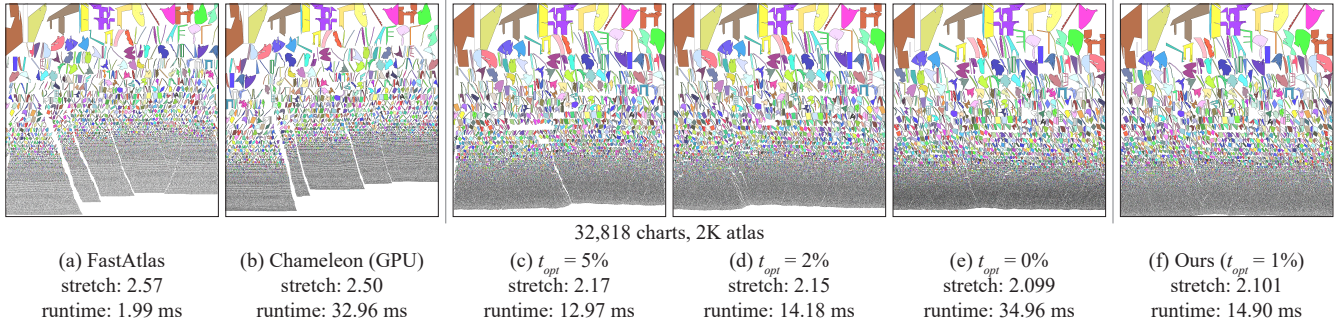 32,818 charts, 2K atlas
(a) FastAtlas
stretch: 2.57
runtime: 1.99 ms
(b) Chameleon (GPU)
stretch: 2.50
runtime: 32.96 ms
(c) t_opt = 5%
stretch: 2.17
runtime: 12.97 ms
(d) t_opt = 2%
stretch: 2.15
runtime: 14.18 ms
(e) t_opt = 0%
stretch: 2.099
runtime: 34.96 ms
(f) Ours (t_opt = 1%)
stretch: 2.101
runtime: 14.90 ms